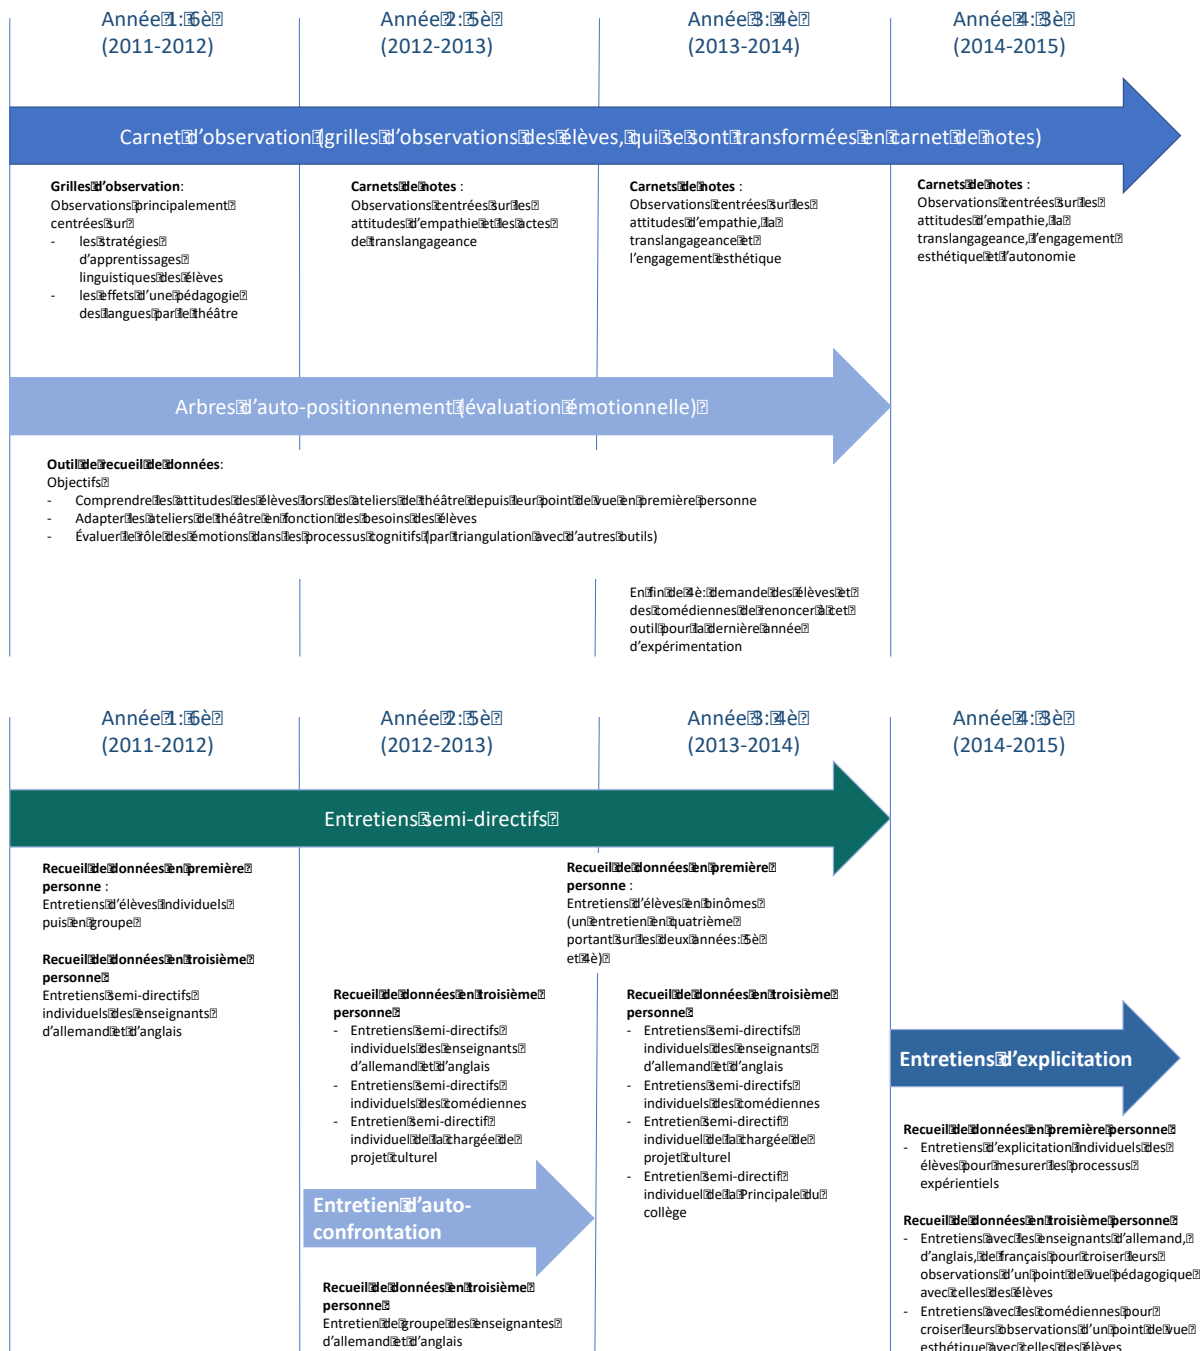 Année 1: 6è
(2011-2012)
Année 2: 5è
(2012-2013)
Année 3: 4è
(2013-2014)
Année 4: 3è
(2014-2015)
Carnet d'observation (grilles d'observations des élèves, qui se sont transformées en carnet de notes)
Grilles d'observation:
Observations principalement
centrées sur
- les stratégies
d'apprentissages
linguistiques des élèves
- les effets d'une pédagogie
des langues par le théâtre
Carnets de notes :
Observations centrées sur les
attitudes d'empathie et les actes
de translangageance
Carnets de notes :
Observations centrées sur les
attitudes d'empathie, la
translangageance et
l'engagement esthétique
Carnets de notes :
Observations centrées sur les
attitudes d'empathie, la
translangageance, l'engagement
esthétique et l'autonomie
Arbres d'auto-positionnement (évaluation émotionnelle)
Outil de recueil de données:
Objectifs
- Comprendre les attitudes des élèves lors des ateliers de théâtre depuis leur point de vue en première personne
- Adapter les ateliers de théâtre en fonction des besoins des élèves
- Évaluer le rôle des émotions dans les processus cognitifs (par triangulation avec d'autres outils)
En fin de 4è: demande des élèves et
des comédiennes de renoncer à cet
outil pour la dernière année
d'expérimentation
Année 1: 6è
(2011-2012)
Année 2: 5è
(2012-2013)
Année 3: 4è
(2013-2014)
Année 4: 3è
(2014-2015)
Entretiens semi-directifs
Recueil de données en première
personne :
Entretiens d'élèves individuels
puis en groupe
Recueil de données en troisième
personne
Entretiens semi-directifs
individuels des enseignants
d'allemand et d'anglais
Recueil de données en troisième
personne
- Entretiens semi-directifs
individuels des enseignants
d'allemand et d'anglais
- Entretiens semi-directifs
individuels des comédiennes
- Entretien semi-directif
individuel de la chargée de
projet culturel
Entretien d'auto-
confrontation
Recueil de données en troisième
personne
Entretien de groupe des enseignantes
d'allemand et d'anglais
Recueil de données en première
personne :
Entretiens d'élèves en binômes
(un entretien en quatrième
portant sur les deux années: 5è
et 4è)
Recueil de données en troisième
personne
- Entretiens semi-directifs
individuels des enseignants
d'allemand et d'anglais
- Entretiens semi-directifs
individuels des comédiennes
- Entretien semi-directif
individuel de la chargée de
projet culturel
- Entretien semi-directif
individuel de la Principale du
collège
Entretiens d'explicitation
Recueil de données en première personne
- Entretiens d'explicitation individuels des
élèves pour mesurer les processus
expérientiels
Recueil de données en troisième personne
- Entretiens avec les enseignants d'allemand,
d'anglais, de français pour croiser leurs
observations d'un point de vue pédagogique
avec celles des élèves
- Entretiens avec les comédiennes pour
croiser leurs observations d'un point de vue
esthétique avec celles des élèves